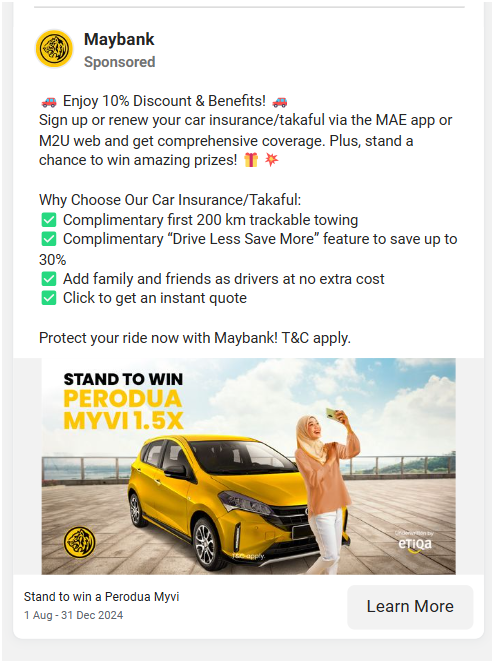 Maybank
Sponsored
🚗 Enjoy 10% Discount & Benefits! 🚗
Sign up or renew your car insurance/takaful via the MAE app or
M2U web and get comprehensive coverage. Plus, stand a
chance to win amazing prizes! 🎁 💥
Why Choose Our Car Insurance/Takaful:
✅ Complimentary first 200 km trackable towing
✅ Complimentary “Drive Less Save More” feature to save up to
30%
✅ Add family and friends as drivers at no extra cost
✅ Click to get an instant quote
Protect your ride now with Maybank! T&C apply.
STAND TO WIN
PERODUA
MYVI 1.5X
T&C apply.
Underwritten by
etiqa
Stand to win a Perodua Myvi
1 Aug - 31 Dec 2024
Learn More